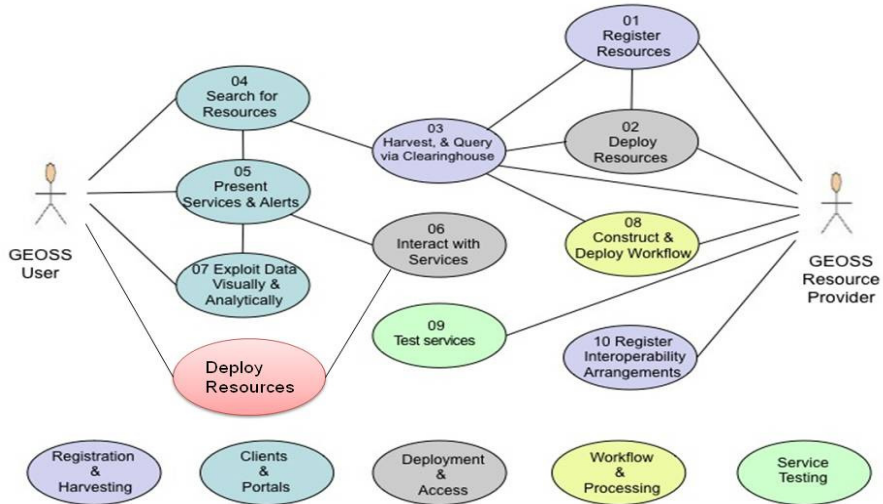 01
Register
Resources
04
Search for
Resources
03
Harvest, & Query
via Clearinghouse
02
Deploy
Resources
05
Present
Services & Alerts
06
Interact with
Services
08
Construct &
Deploy Workflow
GEOSS
User
GEOSS
Resource
Provider
07 Exploit Data
Visually &
Analytically
09
Test services
10 Register
Interoperability
Arrangements
Deploy
Resources
Registration
&
Harvesting
Clients
&
Portals
Deployment
&
Access
Workflow
&
Processing
Service
Testing